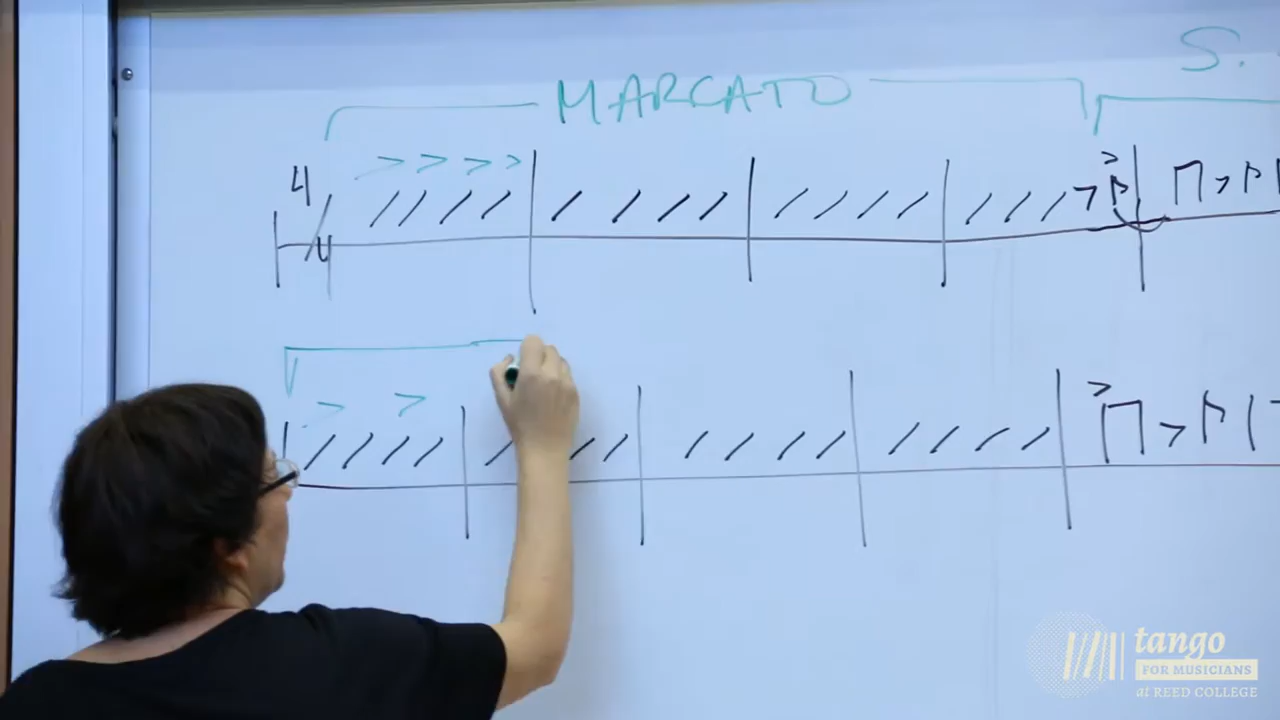 S.
MARCATO
> > > >
4
4
>
> >
>
tango
FOR MUSICIANS
at REED COLLEGE